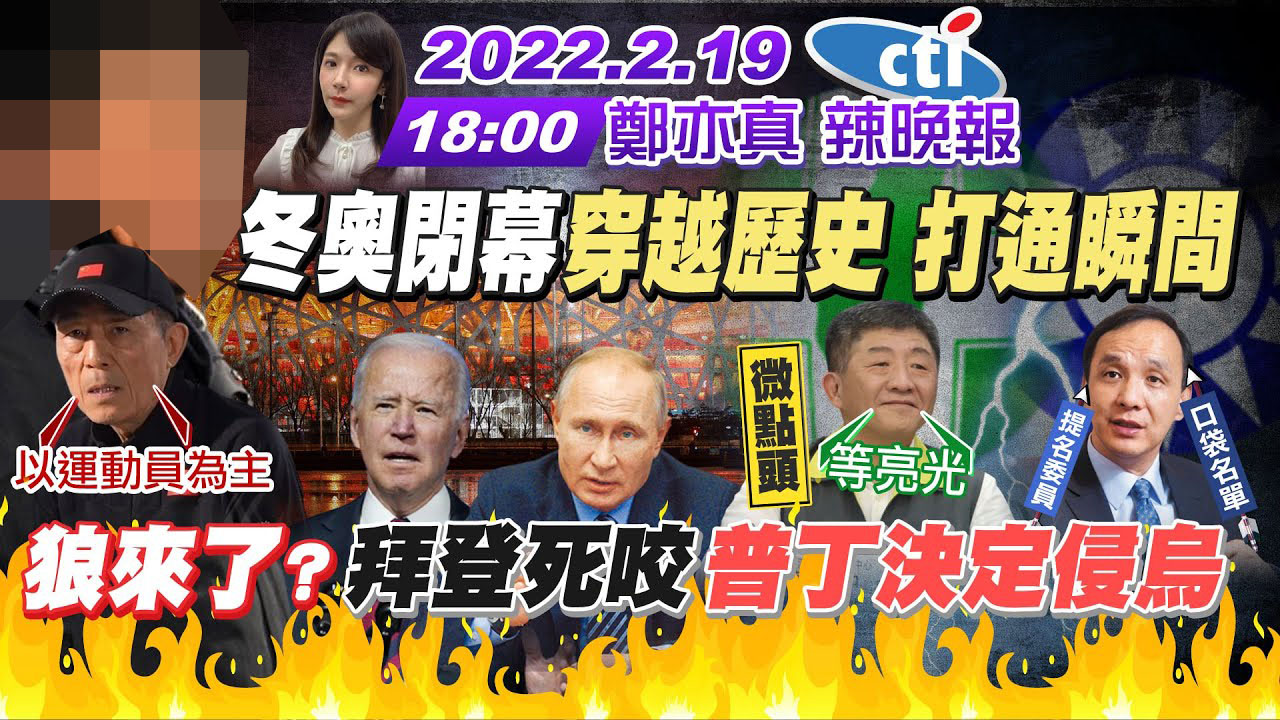 2022.2.19
cti
18:00 鄭亦真 辣晚報
冬奧閉幕穿越歷史 打通瞬間
以運動員為主
微點頭
等亮光
提名委員
口袋名單
狼來了? 拜登死咬 普丁決定侵烏